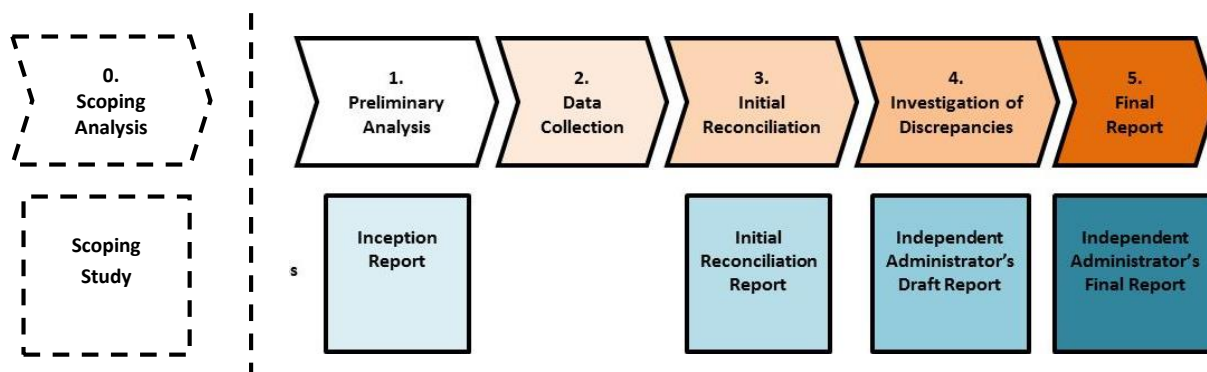 0.
Scoping
Analysis
1.
Preliminary
Analysis
2.
Data
Collection
3.
Initial
Reconciliation
4.
Investigation of
Discrepancies
5.
Final
Report
Scoping
Study
s
Inception
Report
Initial
Reconciliation
Report
Independent
Administrator’s
Draft Report
Independent
Administrator’s
Final Report